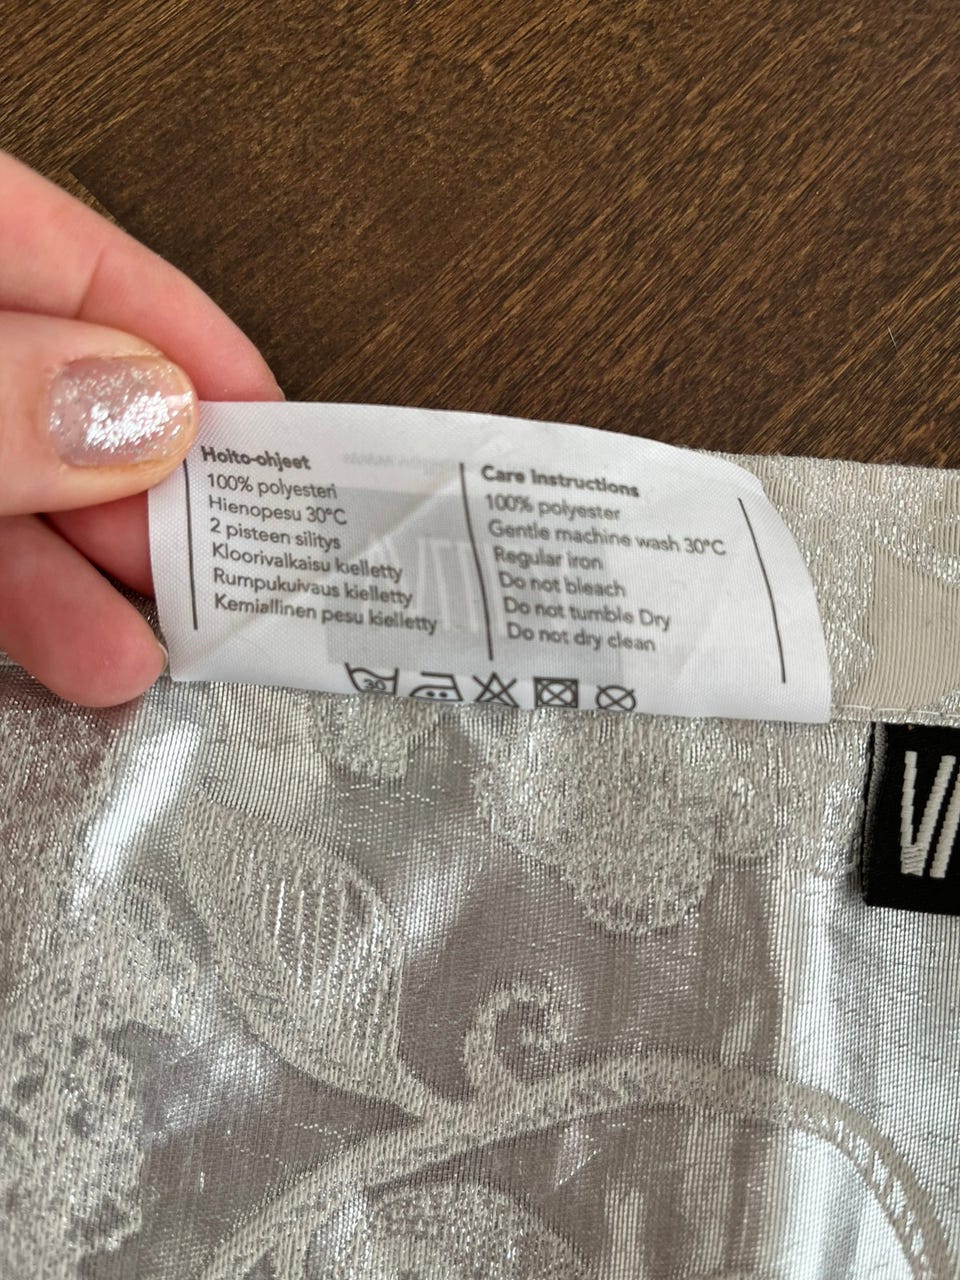 Hoito-ohjeet
100% polyesteri
Hienopesu 30°C
2 pisteen silitys
Kloorivalkaisu kielletty
Rumpukuivaus kielletty
Kemiallinen pesu kielletty
Care Instructions
100% polyester
Gentle machine wash 30°C
Regular iron
Do not bleach
Do not tumble Dry
Do not dry clean
30